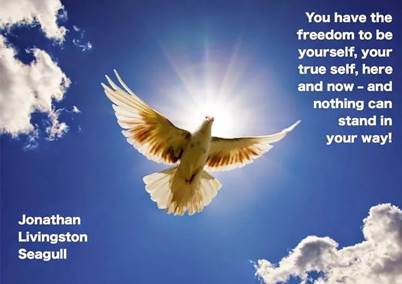 You have the
freedom to be
yourself, your
true self, here
and now – and
nothing can
stand in
your way!
Jonathan
Livingston
Seagull